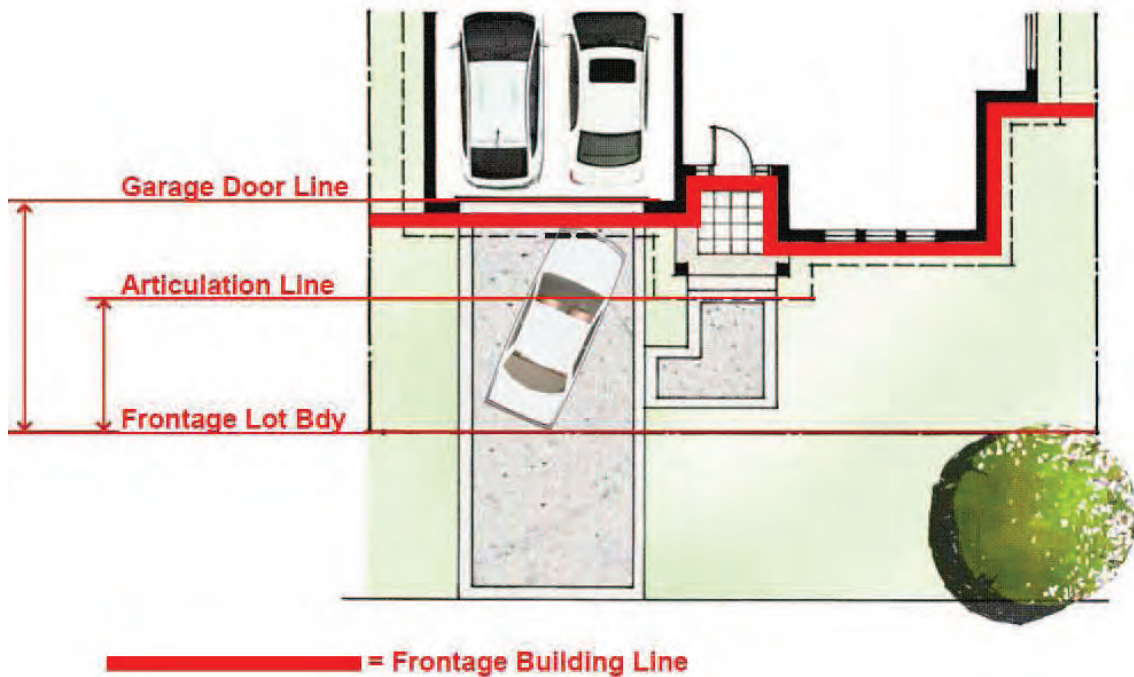 Garage Door Line
Articulation Line
Frontage Lot Bdy
= Frontage Building Line